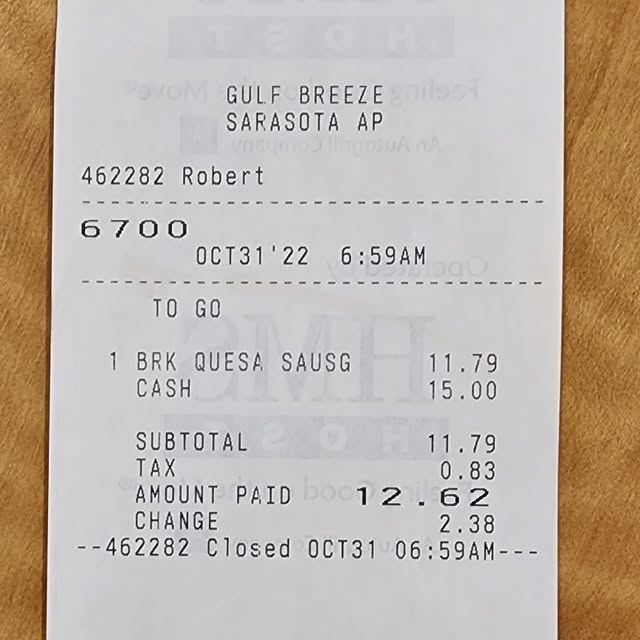 GULF BREEZE
SARASOTA AP
462282 Robert
6700
OCT31'22 6:59AM
TO GO
1 BRK QUESA SAUSG 11.79
CASH 15.00
SUBTOTAL 11.79
TAX 0.83
AMOUNT PAID 12.62
CHANGE 2.38
--462282 Closed OCT31 06:59AM---
HMS
HOST